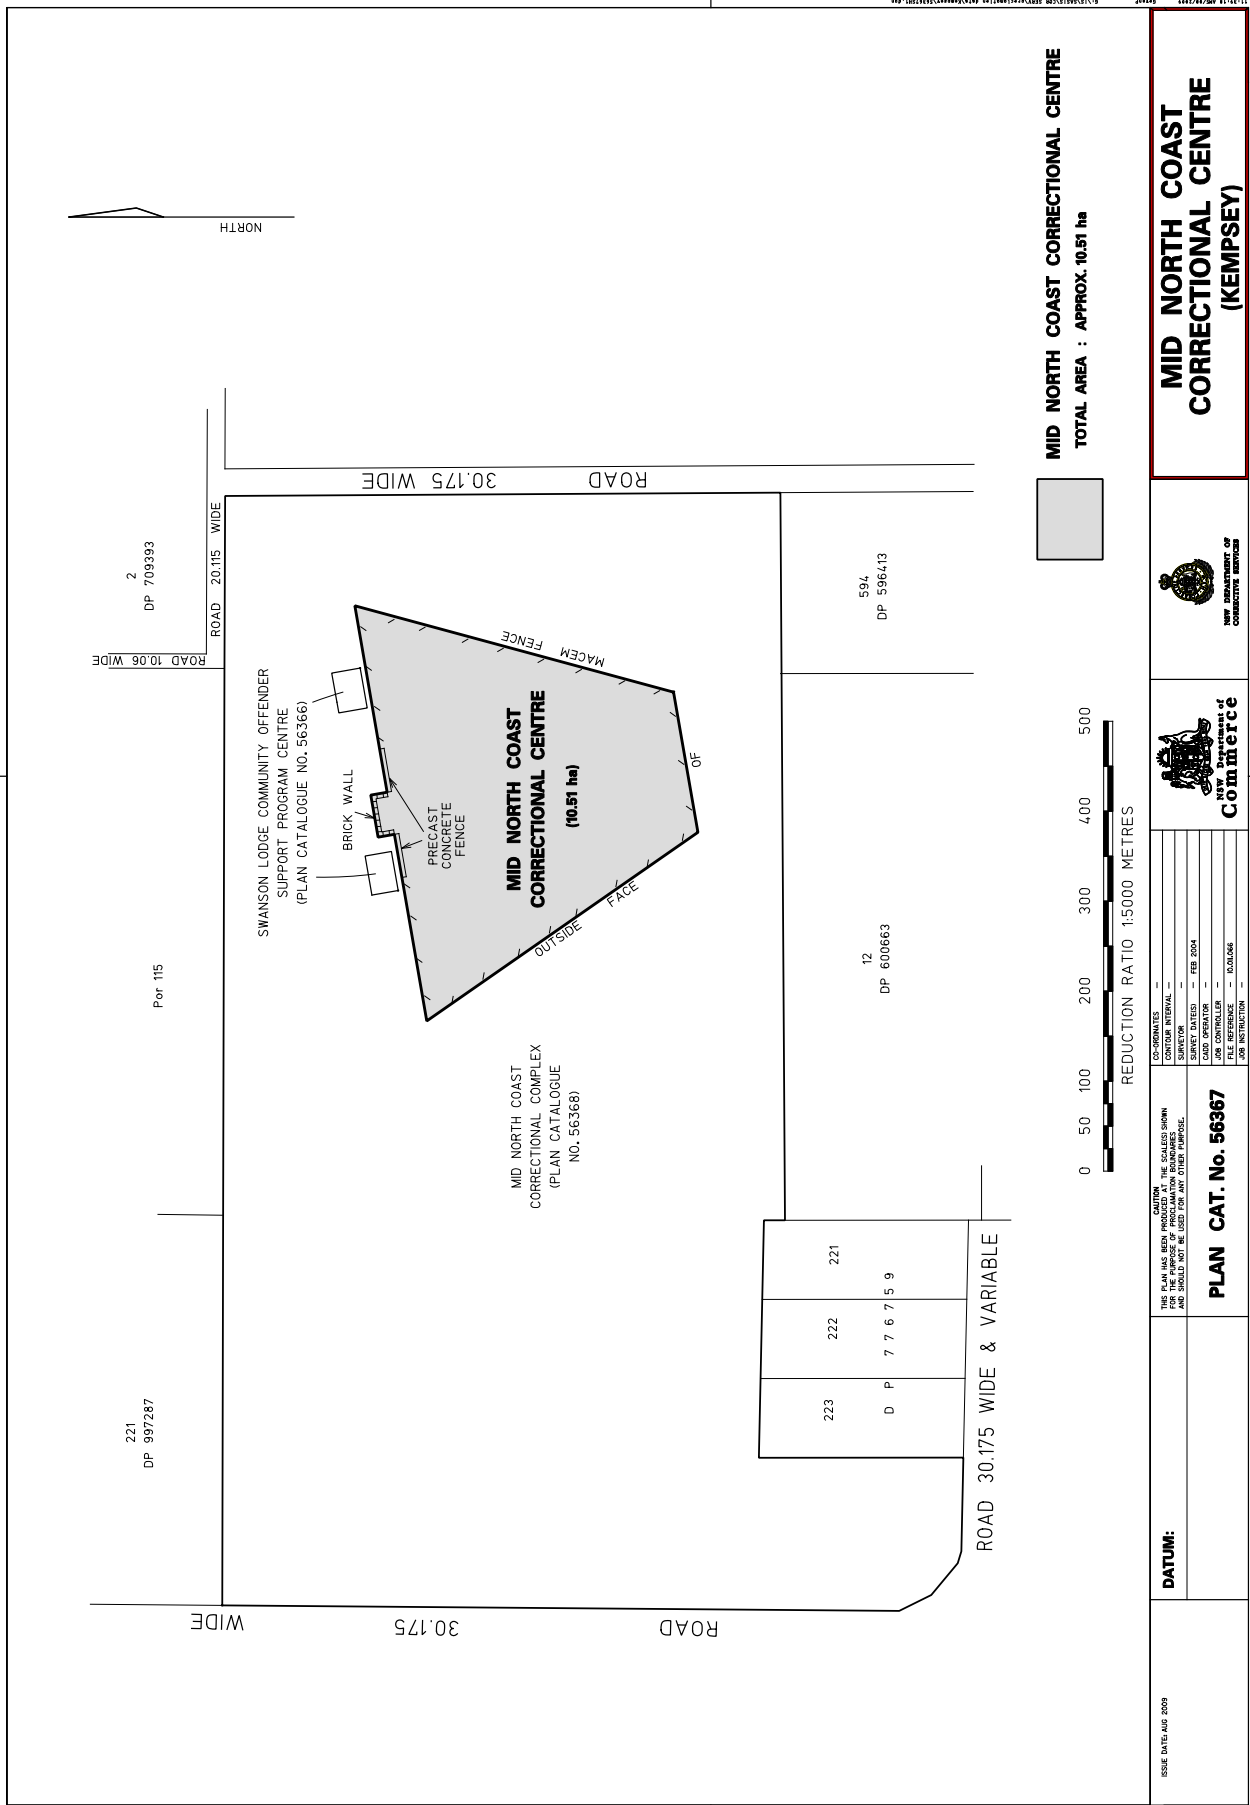 NORTH
2
DP 709393
ROAD 20.115 WIDE
ROAD 10.06 WIDE
ROAD 30.175 WIDE
SWANSON LODGE COMMUNITY OFFENDER
SUPPORT PROGRAM CENTRE
(PLAN CATALOGUE NO. 56366)
BRICK WALL
PRECAST
CONCRETE
FENCE
MID NORTH COAST
CORRECTIONAL CENTRE
(10.51 ha)
OUTSIDE FACE OF MACEM FENCE
Por 115
221
DP 997287
MID NORTH COAST
CORRECTIONAL COMPLEX
(PLAN CATALOGUE
NO. 56368)
594
DP 596413
12
DP 600663
221
222
223
D P 7 7 6 7 5 9
ROAD 30.175 WIDE
ROAD 30.175 WIDE & VARIABLE
MID NORTH COAST CORRECTIONAL CENTRE
TOTAL AREA : APPROX. 10.51 ha
0 50 100 200 300 400 500
REDUCTION RATIO 1:5000 METRES
ISSUE DATE: AUG 2009
DATUM:
CAUTION
THIS PLAN HAS BEEN PRODUCED AT THE SCALE(S) SHOWN
FOR THE PURPOSE OF PROCLAMATION BOUNDARIES
AND SHOULD NOT BE USED FOR ANY OTHER PURPOSE.
PLAN CAT. No. 56367
CO-ORDINATES —
CONTOUR INTERVAL —
SURVEYOR —
SURVEY DATE(S) — FEB 2004
CADD OPERATOR —
JOB CONTROLLER —
FILE REFERENCE —
JOB INSTRUCTION —
NSW Department of
Commerce
NSW DEPARTMENT OF
CORRECTIVE SERVICES
MID NORTH COAST
CORRECTIONAL CENTRE
(KEMPSEY)